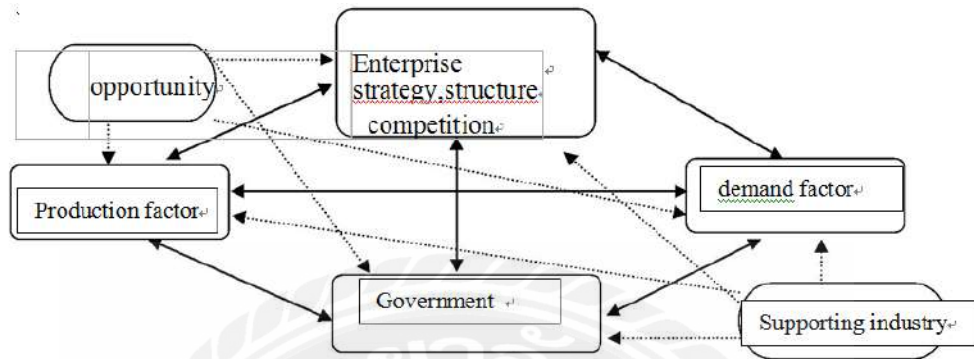 opportunity
Enterprise
strategy,structure
competition
Production factor
demand factor
Government
Supporting industry